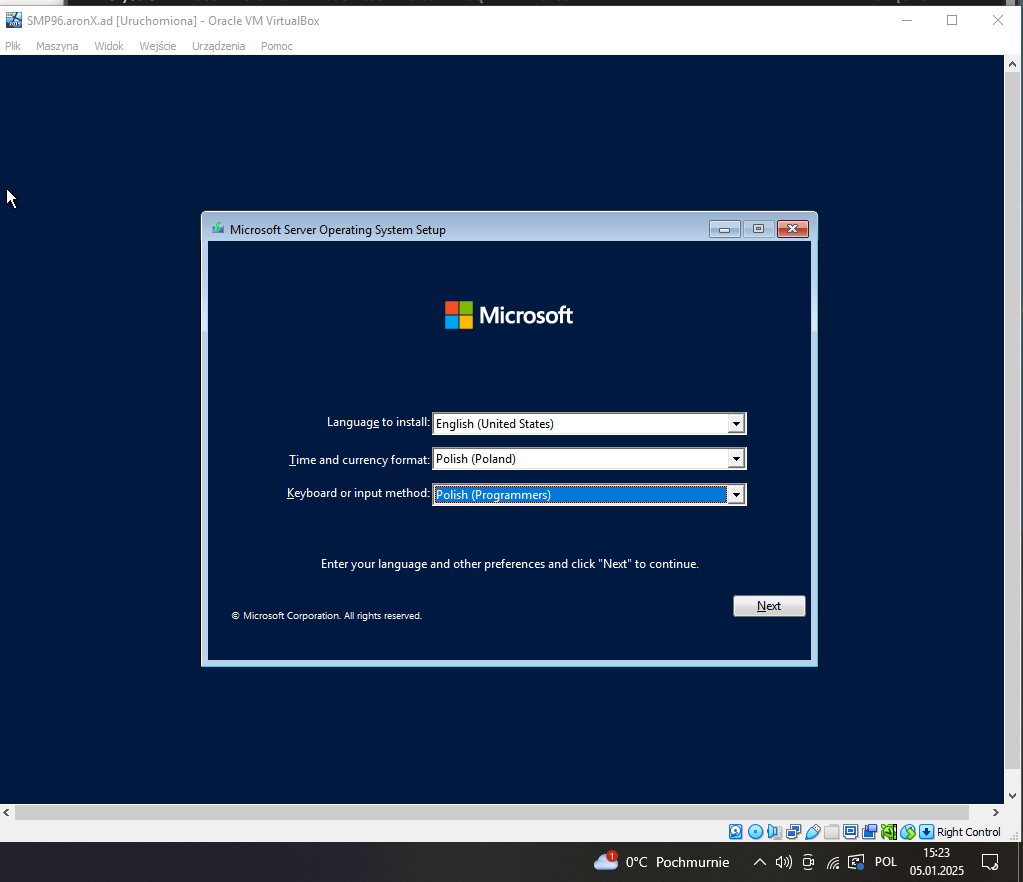 SMP96.aronX.ad [Uruchomiona] - Oracle VM VirtualBox
Plik Maszyna Widok Wejście Urządzenia Pomoc
Microsoft Server Operating System Setup
Microsoft
Language to install: English (United States)
Time and currency format: Polish (Poland)
Keyboard or input method: Polish (Programmers)
Enter your language and other preferences and click "Next" to continue.
Next
© Microsoft Corporation. All rights reserved.
Right Control
1 0°C Pochmurnie POL 15:23
05.01.2025